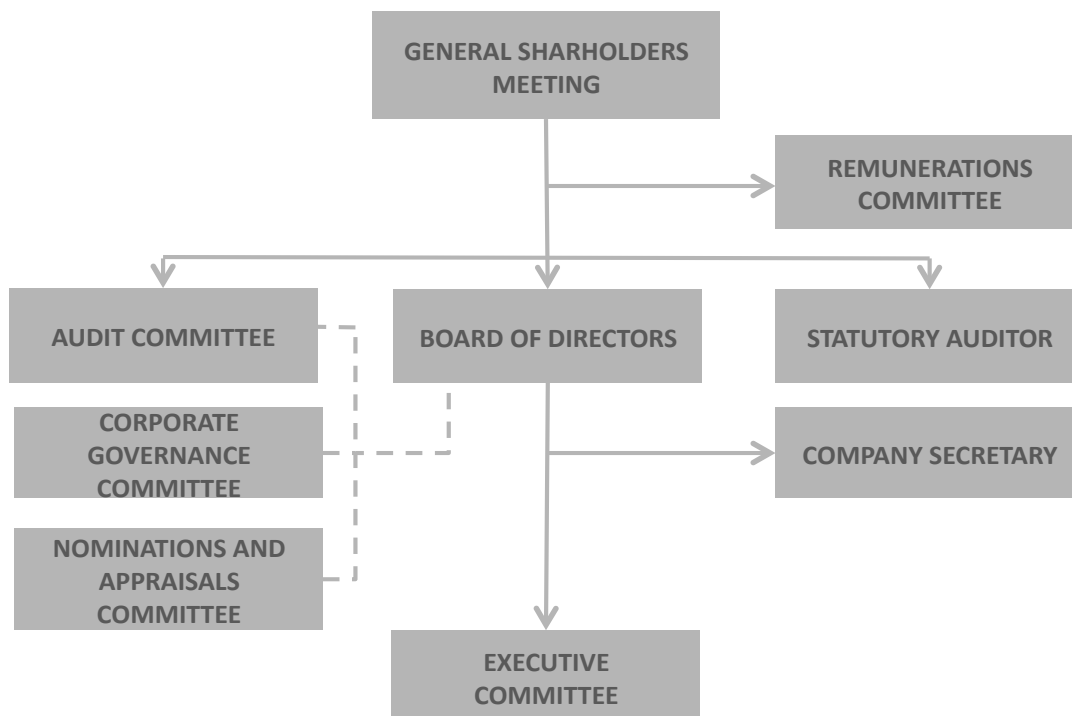 GENERAL SHARHOLDERS
MEETING
REMUNERATIONS
COMMITTEE
AUDIT COMMITTEE
BOARD OF DIRECTORS
STATUTORY AUDITOR
CORPORATE
GOVERNANCE
COMMITTEE
COMPANY SECRETARY
NOMINATIONS AND
APPRAISALS
COMMITTEE
EXECUTIVE
COMMITTEE